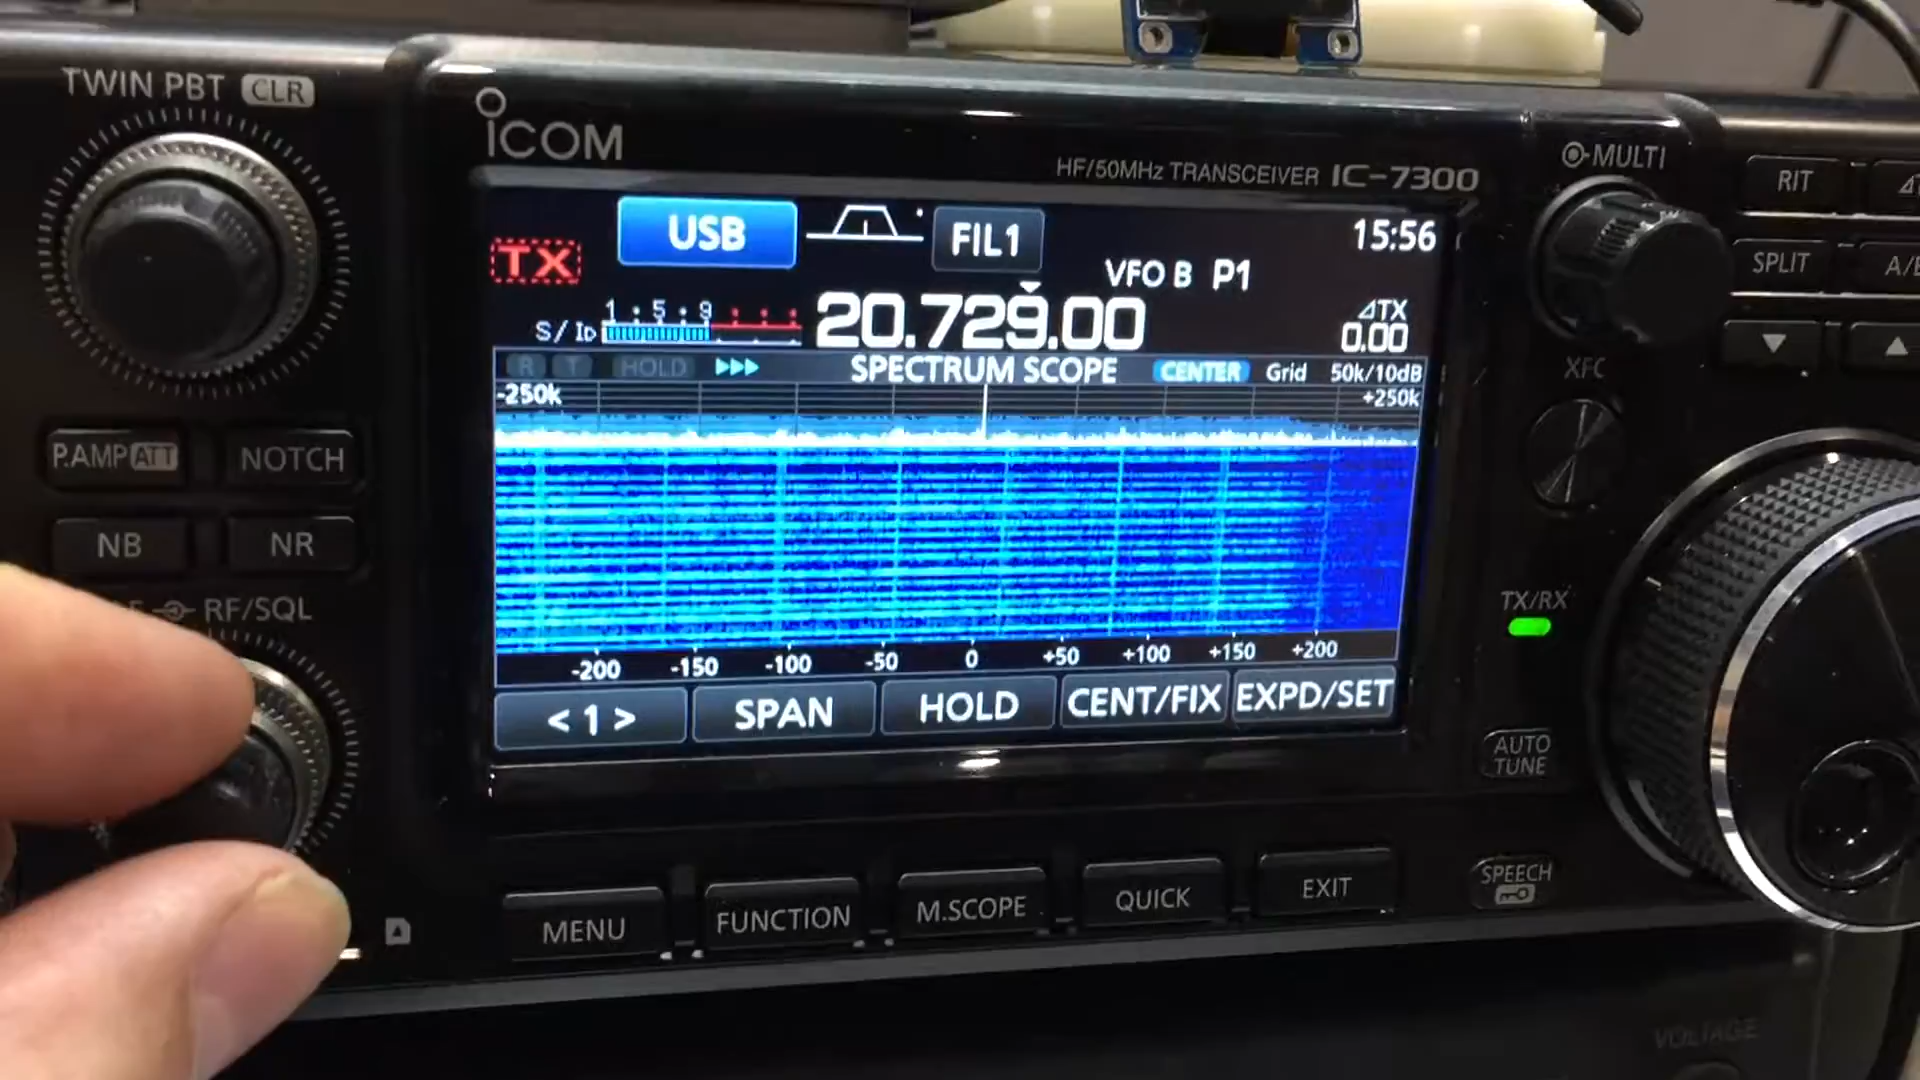 TWIN PBT CLR
ICOM
HF/50MHz TRANSCEIVER IC-7300
MULTI
RIT
SPLIT
XFC
P.AMP ATT
NOTCH
NB
NR
RF/SQL
TX
USB
FIL1
15:56
VFO B P1
1 : 5 : 9
S/ID
20.729.00
ΔTX
0.00
R T HOLD
SPECTRUM SCOPE CENTER Grid 50k/10dB
-250k
+250k
-200 -150 -100 -50 0 +50 +100 +150 +200
< 1 > SPAN HOLD CENT/FIX EXPD/SET
TX/RX
AUTO
TUNE
SPEECH
MENU FUNCTION M.SCOPE QUICK EXIT
VOLTAGE